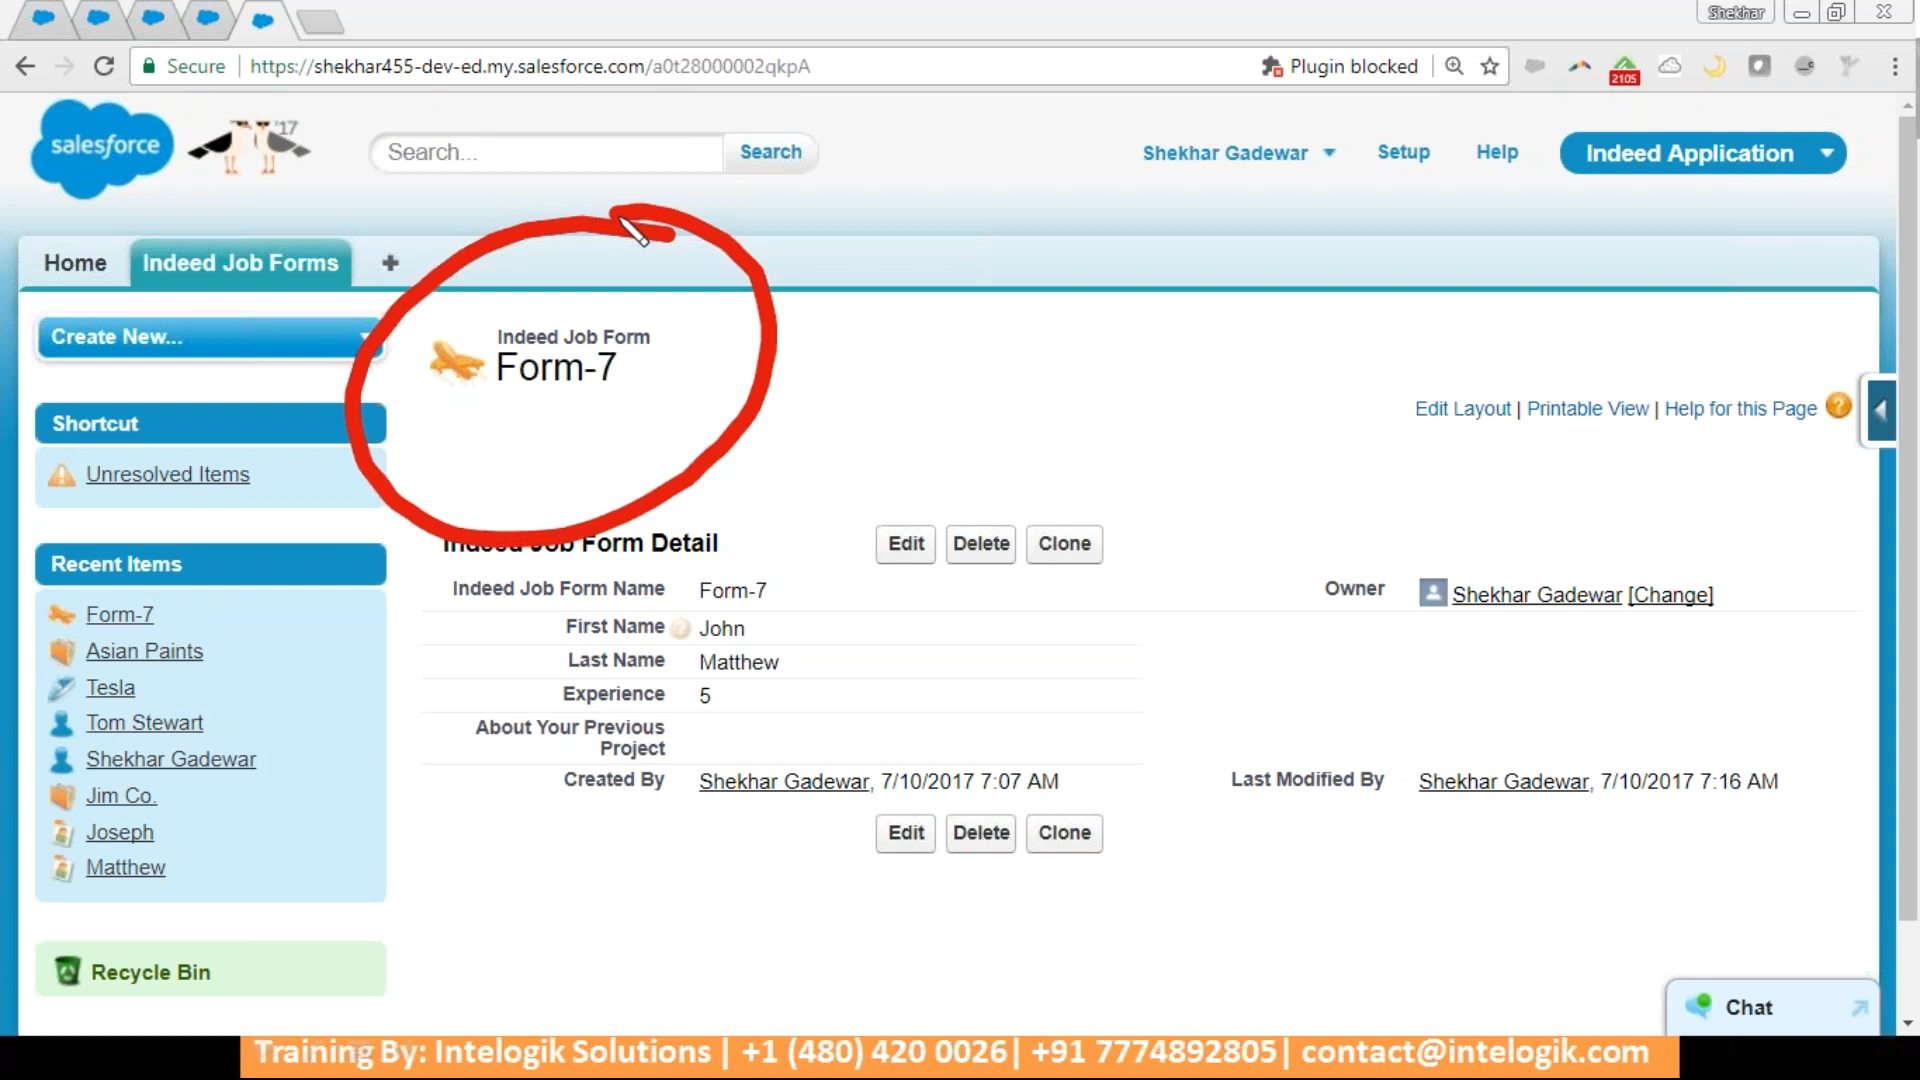 Shekhar
Secure https://shekhar455-dev-ed.my.salesforce.com/a0t28000002qkpA Plugin blocked
2105
salesforce '17 Search... Search Shekhar Gadewar Setup Help Indeed Application
Home Indeed Job Forms +
Create New...
Indeed Job Form
Form-7
Edit Layout | Printable View | Help for this Page ?
Shortcut
Unresolved Items
Indeed Job Form Detail Edit Delete Clone
Recent Items
Form-7
Asian Paints
Tesla
Tom Stewart
Shekhar Gadewar
Jim Co.
Joseph
Matthew
Indeed Job Form Name Form-7 Owner Shekhar Gadewar [Change]
First Name John
Last Name Matthew
Experience 5
About Your Previous
Project
Created By Shekhar Gadewar, 7/10/2017 7:07 AM Last Modified By Shekhar Gadewar, 7/10/2017 7:16 AM
Edit Delete Clone
Recycle Bin
Chat
Training By: Intelogik Solutions | +1 (480) 420 0026| +91 7774892805| contact@intelogik.com